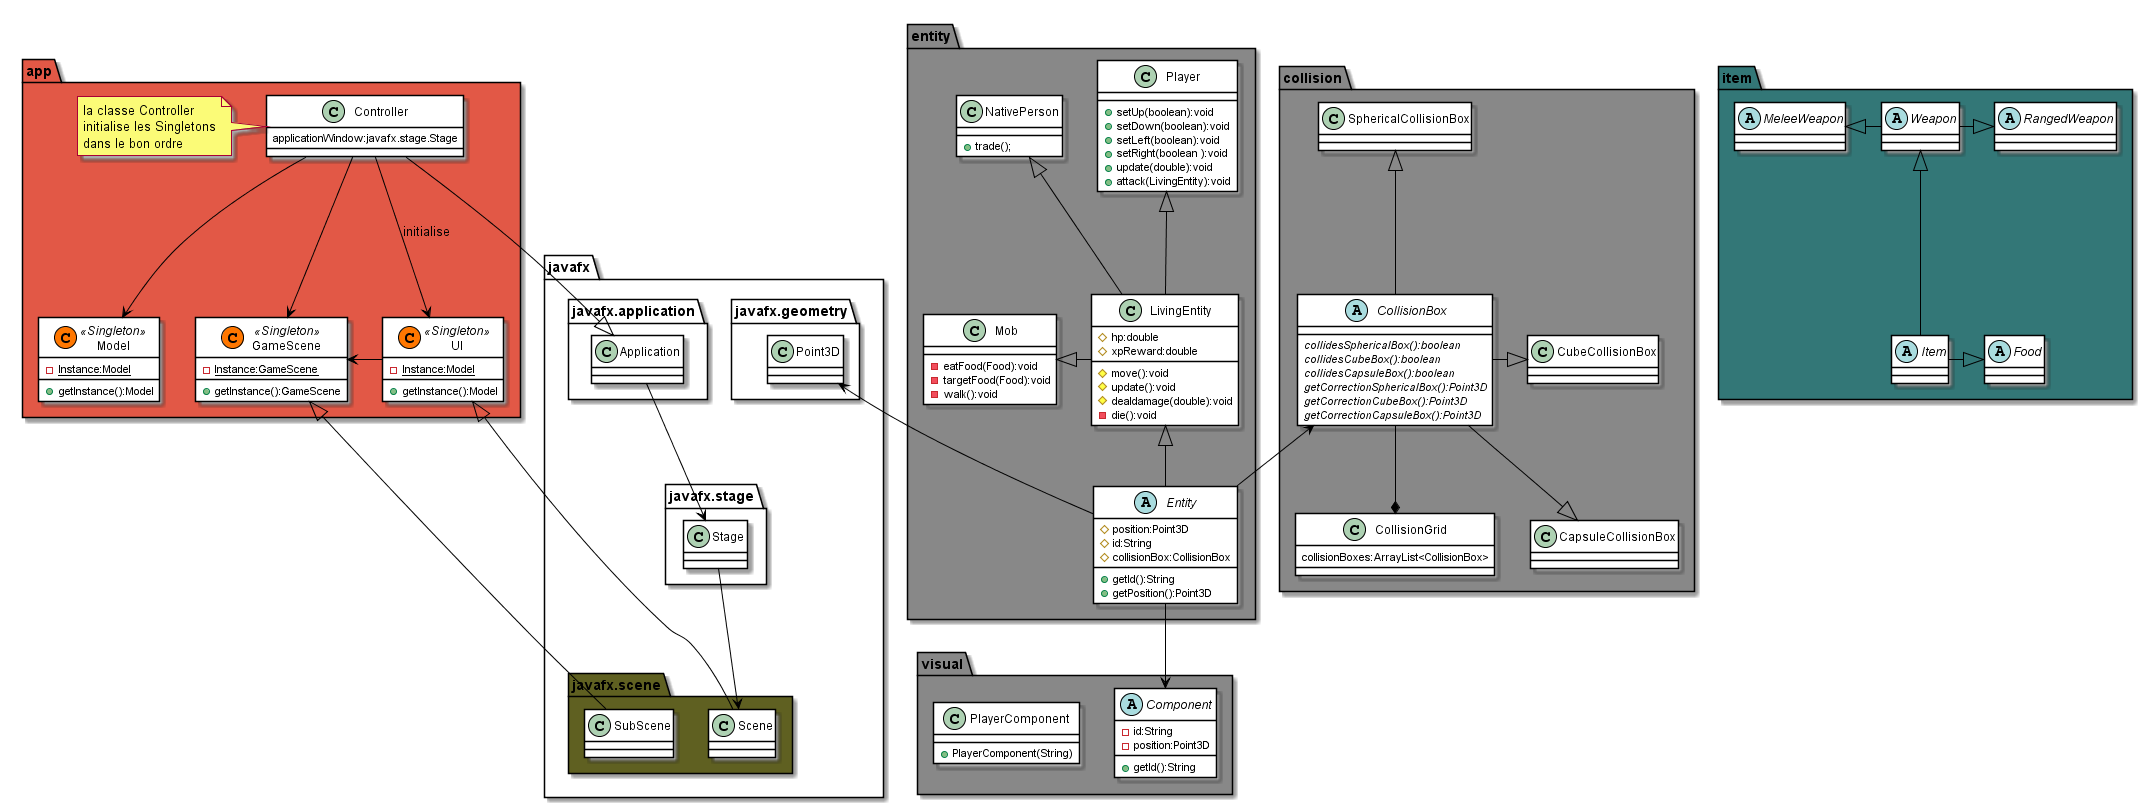 app
la classe Controller
initialise les Singletons
dans le bon ordre
C Controller
applicationWindow:javafx.stage.Stage
initialise
C «Singleton»
Model
Instance:Model
getInstance():Model
C «Singleton»
GameScene
Instance:GameScene
getInstance():GameScene
C «Singleton»
UI
Instance:Model
getInstance():Model
javafx
javafx.application
C Application
javafx.geometry
C Point3D
javafx.stage
C Stage
javafx.scene
C SubScene
C Scene
entity
C NativePerson
trade();
C Player
setUp(boolean):void
setDown(boolean):void
setLeft(boolean):void
setRight(boolean ):void
update(double):void
attack(LivingEntity):void
C Mob
eatFood(Food):void
targetFood(Food):void
walk():void
C LivingEntity
hp:double
xpReward:double
move():void
update():void
dealdamage(double):void
die():void
A Entity
position:Point3D
id:String
collisionBox:CollisionBox
getId():String
getPosition():Point3D
visual
C PlayerComponent
PlayerComponent(String)
A Component
id:String
position:Point3D
getId():String
collision
C SphericalCollisionBox
A CollisionBox
collidesSphericalBox():boolean
collidesCubeBox():boolean
collidesCapsuleBox():boolean
getCorrectionSphericalBox():Point3D
getCorrectionCubeBox():Point3D
getCorrectionCapsuleBox():Point3D
C CubeCollisionBox
C CollisionGrid
collisionBoxes:ArrayList<CollisionBox>
C CapsuleCollisionBox
item
A MeleeWeapon
A Weapon
A RangedWeapon
A Item
A Food